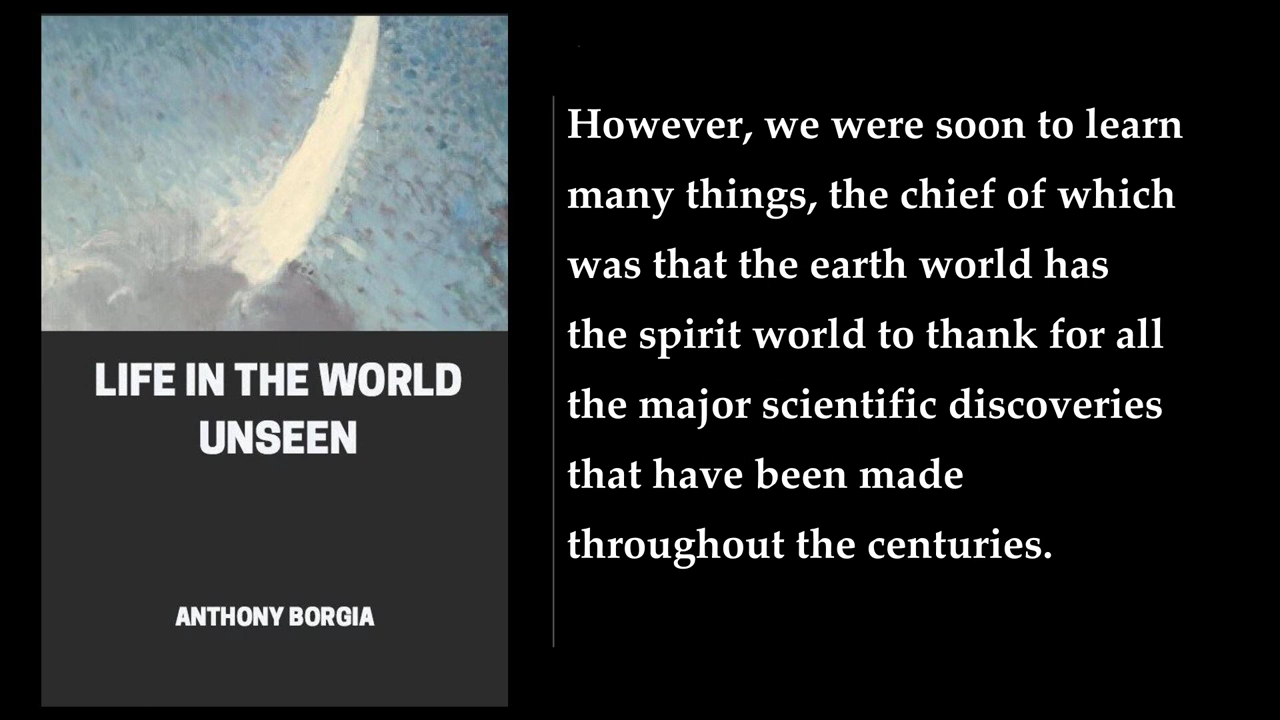 LIFE IN THE WORLD
UNSEEN
ANTHONY BORGIA
However, we were soon to learn
many things, the chief of which
was that the earth world has
the spirit world to thank for all
the major scientific discoveries
that have been made
throughout the centuries.